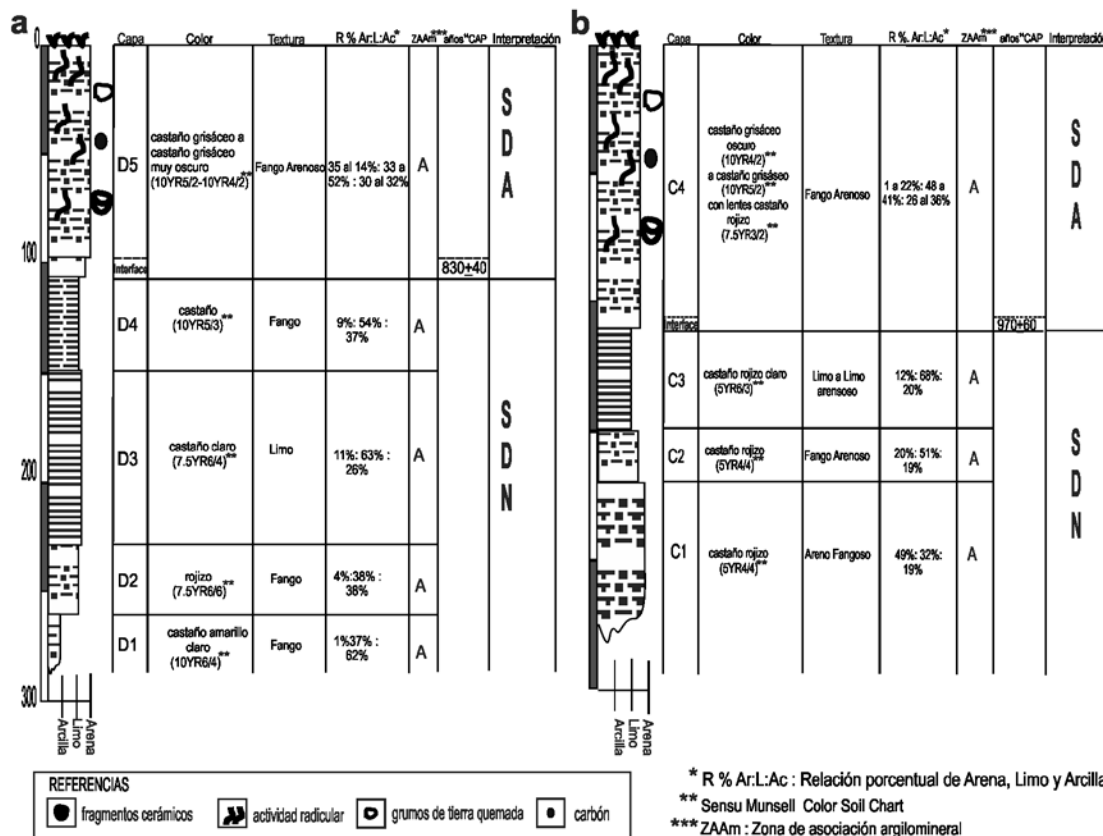 a
Capa Color Textura R % Ar:L:Ac* ZAAm*** años ¹⁴CAP Interpretación
0
100
200
300
D5
castaño grisáceo a
castaño grisáceo
muy oscuro
(10YR5/2-10YR4/2)**
Fango Arenoso
35 al 14%: 33 a
52% : 30 al 32%
A
S
D
A
Interface
830±40
D4
castaño
(10YR5/3)**
Fango
9%: 54% :
37%
A
D3
castaño claro
(7.5YR6/4)**
Limo
11%: 63% :
26%
A
S
D
N
D2
rojizo
(7.5YR6/6)**
Fango
4%:38% :
38%
A
D1
castaño amarillo
claro
(10YR6/4)**
Fango
1%37% :
62%
A
Arcilla
Limo
Arena
b
Capa Color Textura R %. Ar:L:Ac* ZAAm*** años ¹⁴CAP Interpretación
C4
castaño grisáceo
oscuro
(10YR4/2)**
a castaño grisáseo
(10YR5/2)**
con lentes castaño
rojizo
(7.5YR3/2)**
Fango Arenoso
1 a 22%: 48 a
41%: 26 al 36%
A
S
D
A
Interface
970+60
C3
castaño rojizo claro
(5YR6/3)**
Limo a Limo
arensoso
12%: 68%:
20%
A
C2
castaño rojizo
(5YR4/4)**
Fango Arenoso
20%: 51%:
19%
A
S
D
N
C1
castaño rojizo
(5YR4/4)**
Areno Fangoso
49%: 32%:
19%
A
Arcilla
Limo
Arena
REFERENCIAS
fragmentos cerámicos actividad radicular grumos de tierra quemada carbón
* R % Ar:L:Ac : Relación porcentual de Arena, Limo y Arcilla
** Sensu Munsell Color Soil Chart
*** ZAAm : Zona de asociación argilomineral